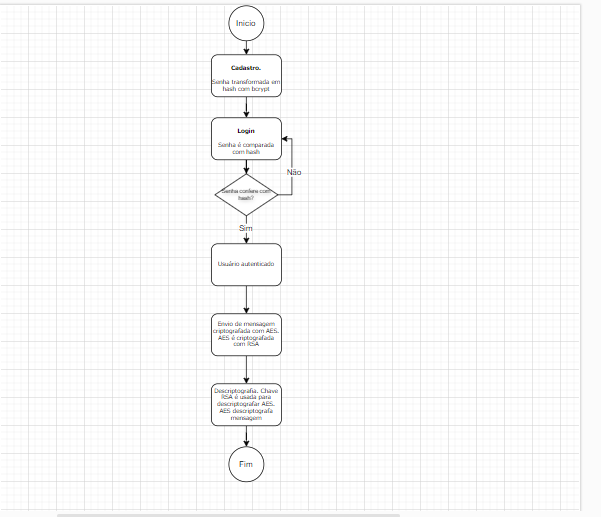 Início
Cadastro.
Senha transformada em
hash com bcrypt
Login
Senha é comparada
com hash
Não
Senha confere com
hash?
Sim
Usuário autenticado
Envio de mensagem
criptografada com AES.
AES é criptografada
com RSA
Descriptografia. Chave
RSA é usada para
descriptografar AES.
AES descriptografa
mensagem
Fim